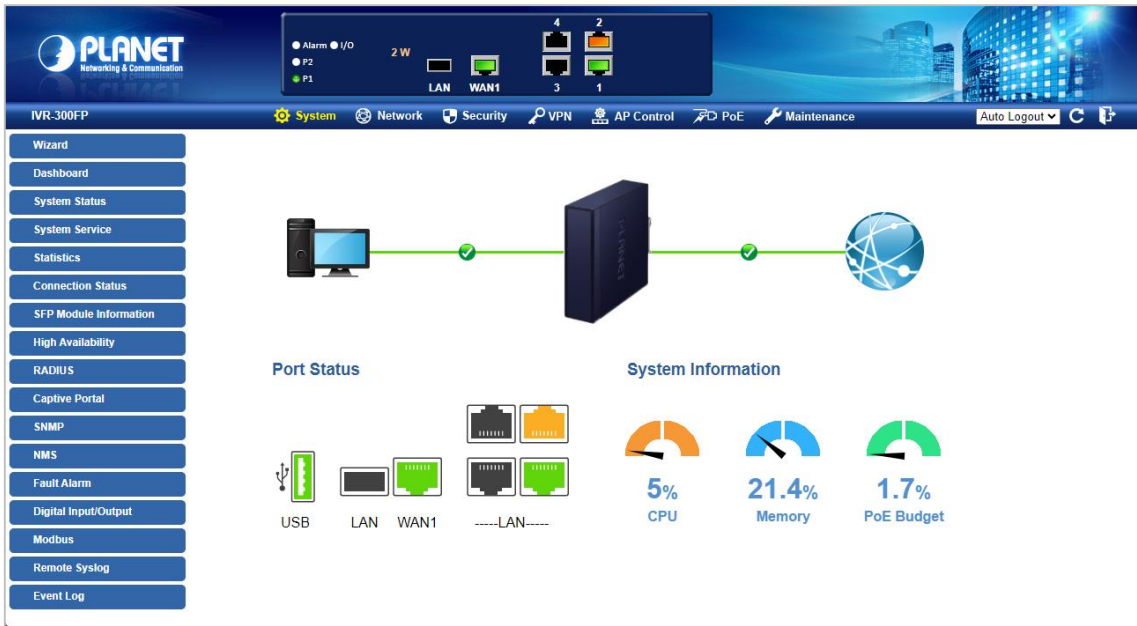 PLANET
Networking & Communication
Alarm I/O
P2
P1
2 W
LAN WAN1
4 2
3 1
IVR-300FP
System Network Security VPN AP Control PoE Maintenance Auto Logout
Wizard
Dashboard
System Status
System Service
Statistics
Connection Status
SFP Module Information
High Availability
RADIUS
Captive Portal
SNMP
NMS
Fault Alarm
Digital Input/Output
Modbus
Remote Syslog
Event Log
PLANET
Port Status
USB LAN WAN1 -----LAN-----
System Information
5% 21.4% 1.7%
CPU Memory PoE Budget